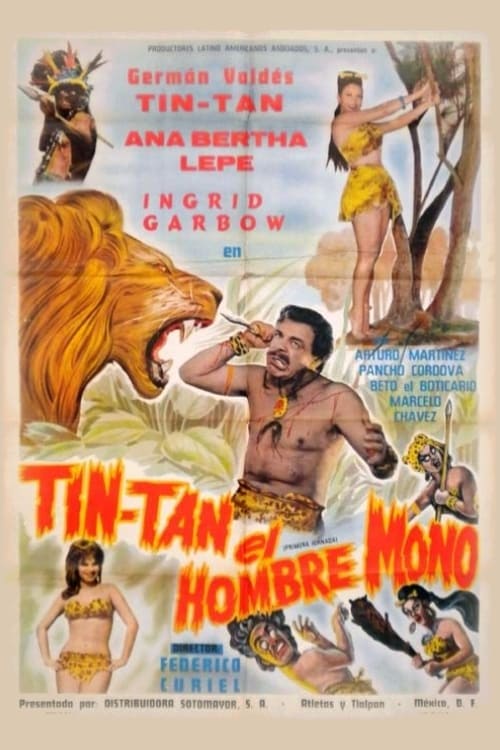 PRODUCTORES LATINO AMERICANOS ASOCIADOS, S. A., presentan a:
Germán Valdés
TIN-TAN
ANA BERTHA
LEPE
INGRID
GARBOW
en
ARTURO MARTINEZ
PANCHO CORDOVA
BETO el BOTICARIO
MARCELO
CHAVEZ
TIN-TAN el
HOMBRE MONO
(PRIMERA JORNADA)
DIRECTOR
FEDERICO
CURIEL
Presentada por: DISTRIBUIDORA SOTOMAYOR, S. A. - Atletas y Tlalpan - México, D. F.